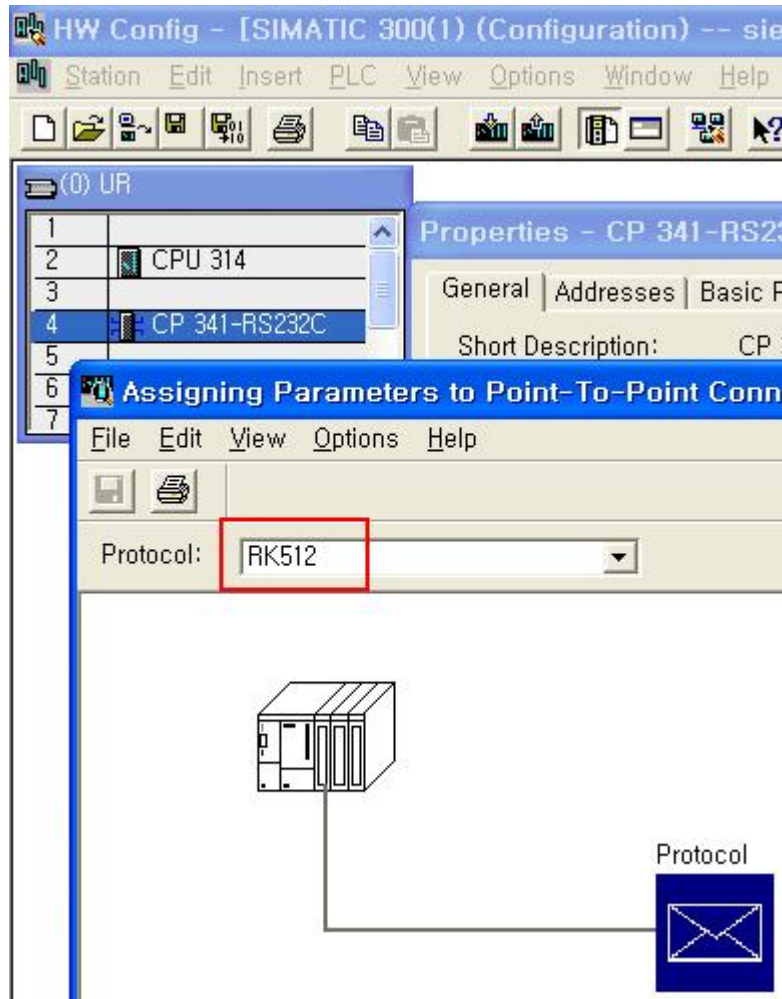 HW Config - [SIMATIC 300(1) (Configuration) -- sie
Station Edit Insert PLC View Options Window Help
(0) UR
1
2 CPU 314
3
4 CP 341-RS232C
5
6
7
Properties - CP 341-RS23
General Addresses Basic P
Short Description: CP
Assigning Parameters to Point-To-Point Conn
File Edit View Options Help
Protocol: RK512
Protocol